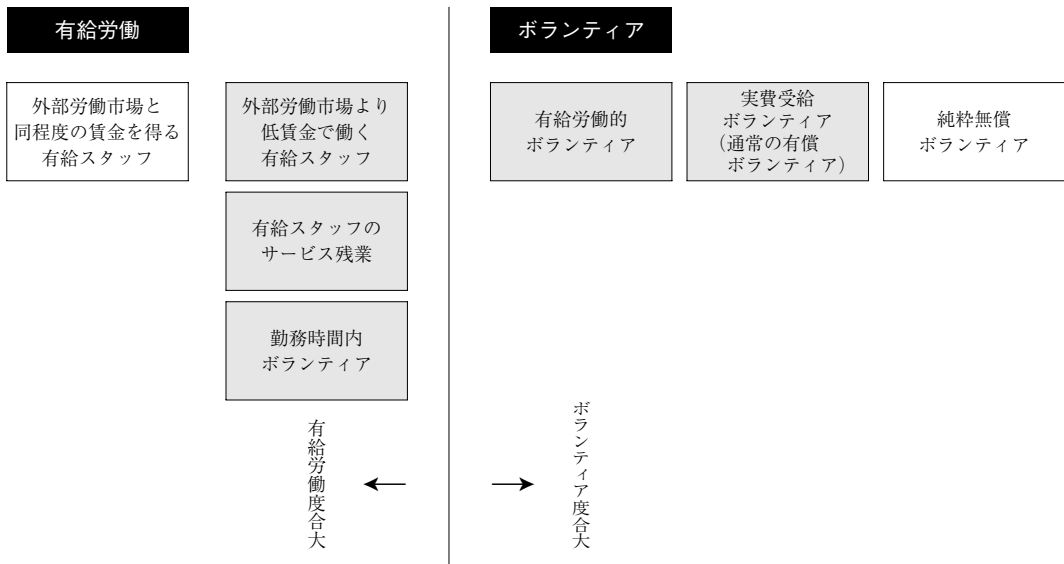 有給労働
ボランティア
外部労働市場と
同程度の賃金を得る
有給スタッフ
外部労働市場より
低賃金で働く
有給スタッフ
有給スタッフの
サービス残業
勤務時間内
ボランティア
有給労働的
ボランティア
実費受給
ボランティア
(通常の有償
ボランティア)
純粋無償
ボランティア
有給労働度合大
ボランティア度合大